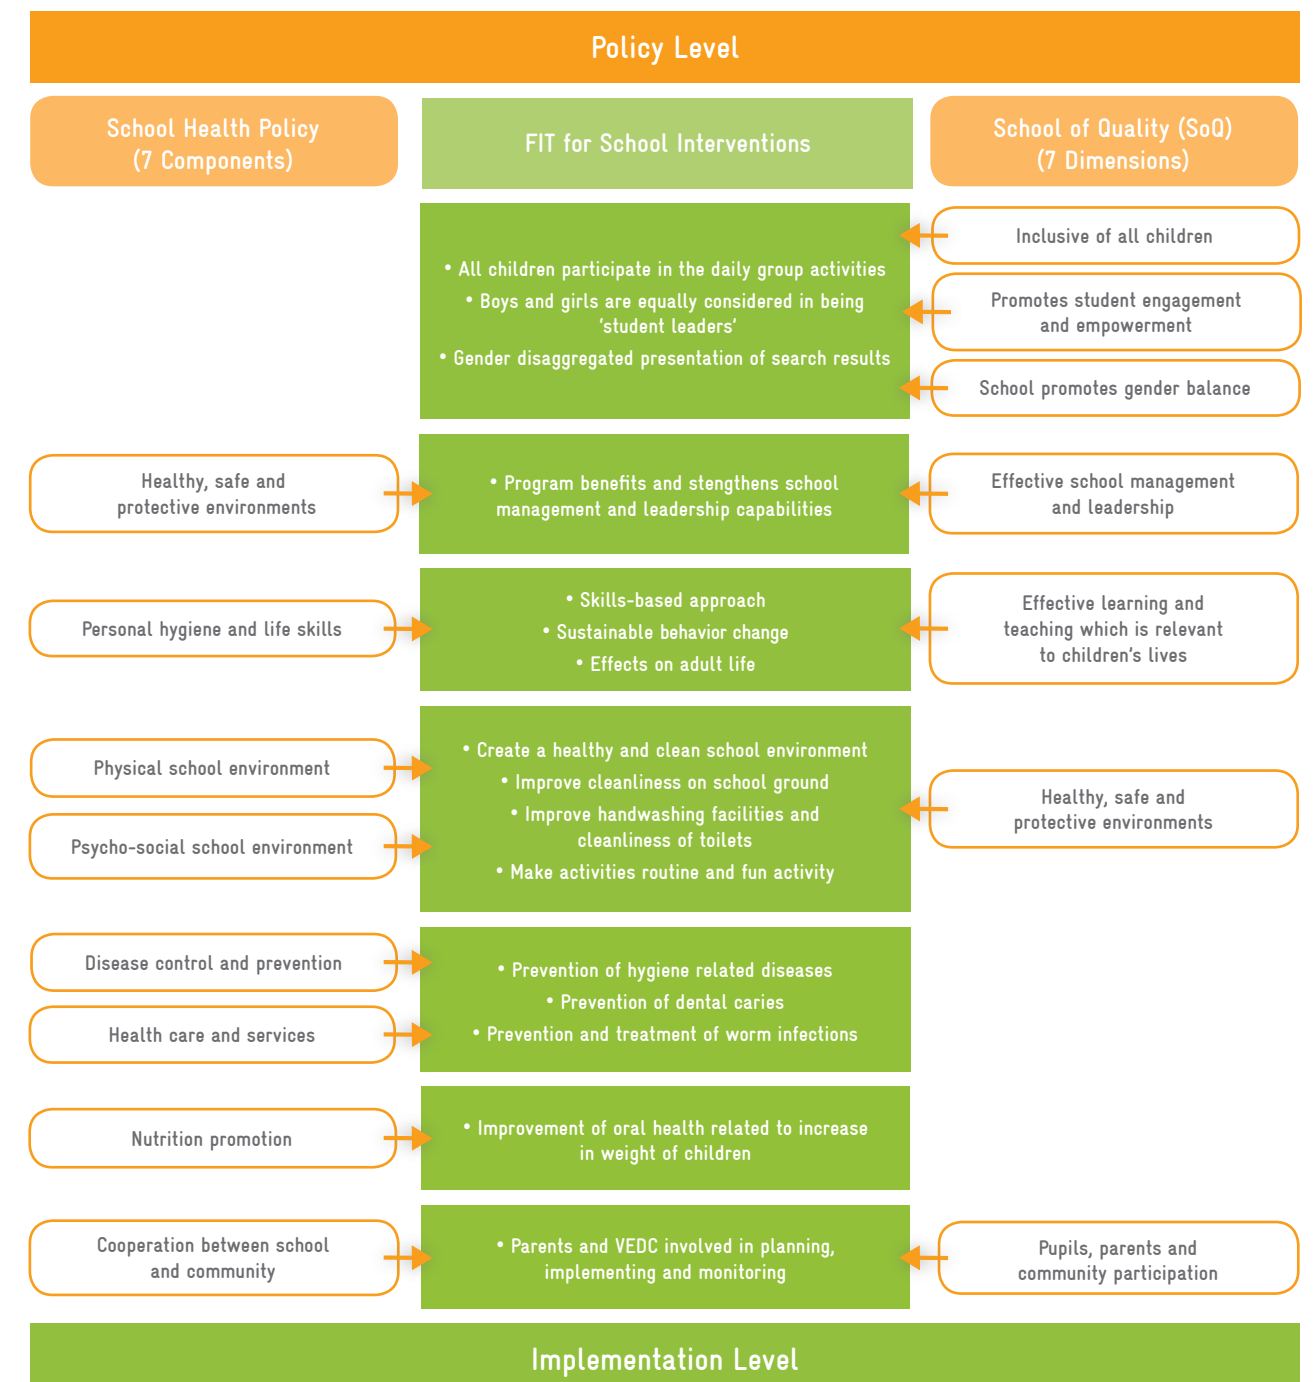 Policy Level
School Health Policy
(7 Components)
FIT for School Interventions
School of Quality (SoQ)
(7 Dimensions)
• All children participate in the daily group activities
• Boys and girls are equally considered in being
‘student leaders’
• Gender disaggregated presentation of search results
Inclusive of all children
Promotes student engagement
and empowerment
School promotes gender balance
Healthy, safe and
protective environments
• Program benefits and stengthens school
management and leadership capabilities
Effective school management
and leadership
Personal hygiene and life skills
• Skills-based approach
• Sustainable behavior change
• Effects on adult life
Effective learning and
teaching which is relevant
to children’s lives
Physical school environment
Psycho-social school environment
• Create a healthy and clean school environment
• Improve cleanliness on school ground
• Improve handwashing facilities and
cleanliness of toilets
• Make activities routine and fun activity
Healthy, safe and
protective environments
Disease control and prevention
Health care and services
• Prevention of hygiene related diseases
• Prevention of dental caries
• Prevention and treatment of worm infections
Nutrition promotion
• Improvement of oral health related to increase
in weight of children
Cooperation between school
and community
• Parents and VEDC involved in planning,
implementing and monitoring
Pupils, parents and
community participation
Implementation Level